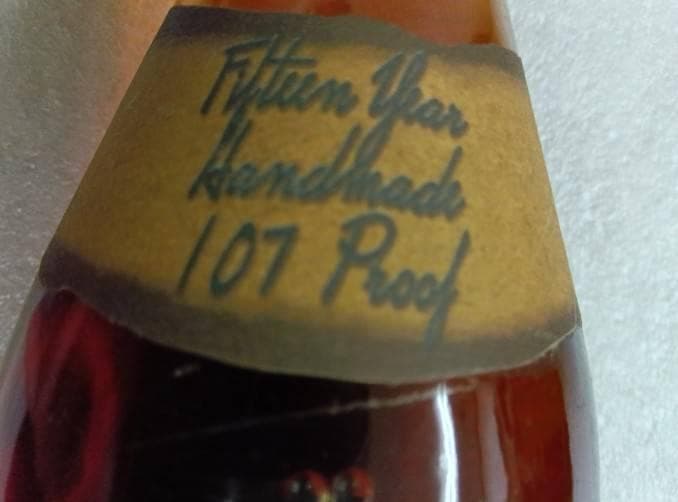 Fifteen Year
Handmade
107 Proof